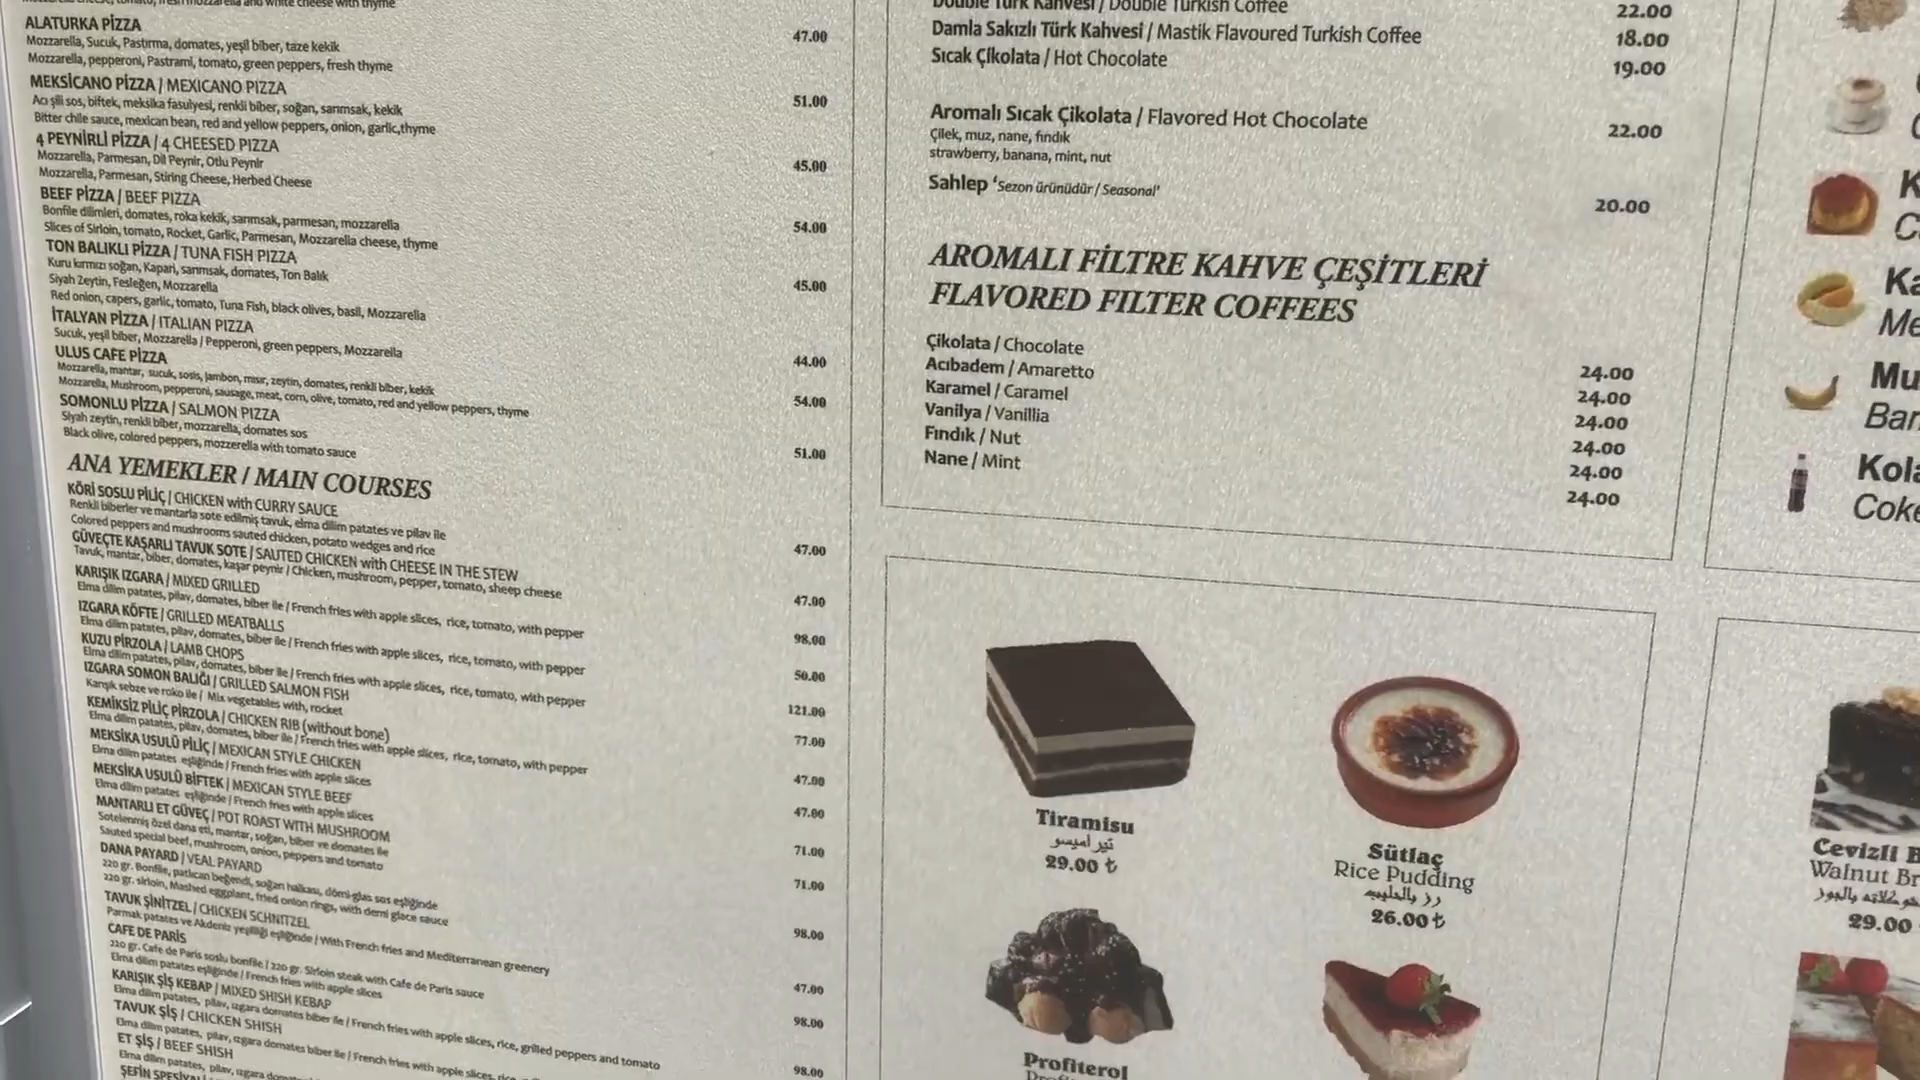 ALATURKA PİZZA
Mozzarella, Sucuk, Pastırma, domates, yeşil biber, taze kekik
47.00
Mozzarella, pepperoni, Pastrami, tomato, green peppers, fresh thyme
MEKSİCANO PİZZA / MEXICANO PIZZA
Acı şili sos, biftek, meksika fasulyesi, renkli biber, soğan, sarımsak, kekik
51.00
Bitter chile sauce, mexican bean, red and yellow peppers, onion, garlic,thyme
4 PEYNİRLİ PİZZA / 4 CHEESED PIZZA
Mozzarella, Parmesan, Dil Peynir, Otlu Peynir
45.00
Mozzarella, Parmesan, Stiring Cheese, Herbed Cheese
BEEF PİZZA / BEEF PIZZA
Bonfile dilimleri, domates, roka kekik, sarımsak, parmesan, mozzarella
54.00
Slices of Sirloin, tomato, Rocket, Garlic, Parmesan, Mozzarella cheese, thyme
TON BALIKLI PİZZA / TUNA FISH PIZZA
Kuru kırmızı soğan, Kapari, sarımsak, domates, Ton Balık
Siyah Zeytin, Fesleğen, Mozzarella
45.00
Red onion, capers, garlic, tomato, Tuna Fish, black olives, basil, Mozzarella
İTALYAN PİZZA / ITALIAN PIZZA
Sucuk, yeşil biber, Mozzarella / Pepperoni, green peppers, Mozzarella
44.00
ULUS CAFE PİZZA
Mozzarella, mantar, sucuk, sosis, jambon, mısır, zeytin, domates, renkli biber, kekik
54.00
Mozzarella, Mushroom, pepperoni, sausage, meat, corn, olive, tomato, red and yellow peppers, thyme
SOMONLU PİZZA / SALMON PIZZA
Siyah zeytin, renkli biber, mozzarella, domates sos
51.00
Black olive, colored peppers, mozzerella with tomato sauce
ANA YEMEKLER / MAIN COURSES
KÖRİ SOSLU PİLİÇ / CHICKEN with CURRY SAUCE
Renkli biberler ve mantarla sote edilmiş tavuk, elma dilim patates ve pilav ile
47.00
Colored peppers and mushrooms sauted chicken, potato wedges and rice
GÜVEÇTE KAŞARLI TAVUK SOTE / SAUTED CHICKEN with CHEESE IN THE STEW
Tavuk, mantar, biber, domates, kaşar peynir / Chicken, mushroom, pepper, tomato, sheep cheese
47.00
KARIŞIK IZGARA / MIXED GRILLED
Elma dilim patates, pilav, domates, biber ile / French fries with apple slices, rice, tomato, with pepper
98.00
IZGARA KÖFTE / GRILLED MEATBALLS
Elma dilim patates, pilav, domates, biber ile / French fries with apple slices, rice, tomato, with pepper
50.00
KUZU PİRZOLA / LAMB CHOPS
Elma dilim patates, pilav, domates, biber ile / French fries with apple slices, rice, tomato, with pepper
121.00
IZGARA SOMON BALIĞI / GRILLED SALMON FISH
Karışık sebze ve roko ile / Mix vegetables with, rocket
77.00
KEMİKSİZ PİLİÇ PİRZOLA / CHICKEN RIB (without bone)
Elma dilim patates, pilav, domates, biber ile / French fries with apple slices, rice, tomato, with pepper
47.00
MEKSİKA USULÜ PİLİÇ / MEXICAN STYLE CHICKEN
Elma dilim patates eşliğinde / French fries with apple slices
47.00
MEKSİKA USULÜ BİFTEK / MEXICAN STYLE BEEF
Elma dilim patates eşliğinde / French fries with apple slices
71.00
MANTARLI ET GÜVEÇ / POT ROAST WITH MUSHROOM
Sotelenmiş özel dana eti, mantar, soğan, biber ve domates ile
71.00
Sauted special beef, mushroom, onion, peppers and tomato
DANA PAYARD / VEAL PAYARD
220 gr. Bonfile, patlıcan beğendi, soğan halkası, dömi-glas sos eşliğinde
98.00
220 gr. sirloin, Mashed eggplant, fried onion rings, with demi glace sauce
TAVUK ŞİNİTZEL / CHICKEN SCHNITZEL
Parmak patates ve Akdeniz yeşilliği eşliğinde / With French fries and Mediterranean greenery
47.00
CAFE DE PARİS
220 gr. Cafe de Paris soslu bonfile / 220 gr. Sirloin steak with Cafe de Paris sauce
98.00
Elma dilim patates eşliğinde / French fries with apple slices
KARIŞIK ŞİŞ KEBAP / MIXED SHISH KEBAP
Elma dilim patates, pilav, ızgara domates biber ile / French fries with apple slices, rice, grilled peppers and tomato
98.00
TAVUK ŞİŞ / CHICKEN SHISH
Elma dilim patates, pilav, ızgara domates biber ile / French fries with apple slices,
ET ŞİŞ / BEEF SHISH
Elma dilim patates, pilav, ızgara
ŞEFİN
Double Türk Kahvesi / Double Turkish Coffee
22.00
Damla Sakızlı Türk Kahvesi / Mastik Flavoured Turkish Coffee
18.00
Sıcak Çikolata / Hot Chocolate
19.00
Aromalı Sıcak Çikolata / Flavored Hot Chocolate
22.00
Çilek, muz, nane, fındık
strawberry, banana, mint, nut
Sahlep 'Sezon ürünüdür / Seasonal'
20.00
AROMALI FİLTRE KAHVE ÇEŞİTLERİ
FLAVORED FILTER COFFEES
Çikolata / Chocolate
24.00
Acıbadem / Amaretto
24.00
Karamel / Caramel
24.00
Vanilya / Vanillia
24.00
Fındık / Nut
24.00
Nane / Mint
24.00
Tiramisu
تيراميسو
29.00 ₺
Sütlaç
Rice Pudding
رز بالحليب
26.00 ₺
Profiterol
Kola
Coke
Cevizli
Walnut
29.00